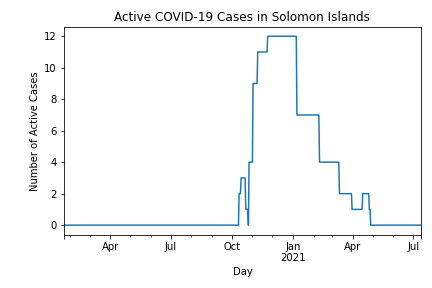 Active COVID-19 Cases in Solomon Islands
Number of Active Cases
12
10
8
6
4
2
0
Apr Jul Oct Jan Apr Jul
2021
Day